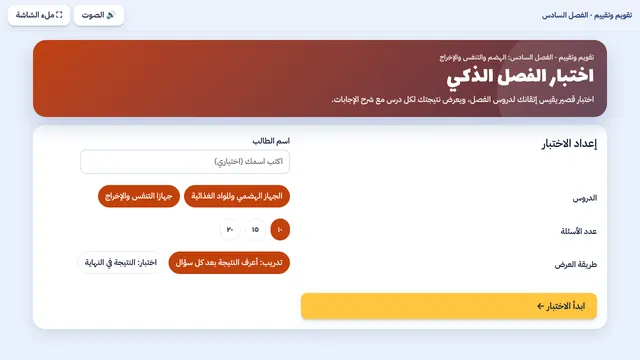 تقويم وتقييم · الفصل السادس
🔊 الصوت
⛶ ملء الشاشة
تقويم وتقييم · الفصل السادس: الهضم والتنفس والإخراج
اختبار الفصل الذكي
اختبار قصير يقيس إتقانك لدروس الفصل، ويعرض نتيجتك لكل درس مع شرح الإجابات.
إعداد الاختبار
اسم الطالب
اكتب اسمك (اختياري)
الدروس
الجهاز الهضمي والمواد الغذائية
جهازا التنفس والإخراج
عدد الأسئلة
١٠
١٥
٢٠
طريقة العرض
تدريب: أعرف النتيجة بعد كل سؤال
اختبار: النتيجة في النهاية
ابدأ الاختبار ←